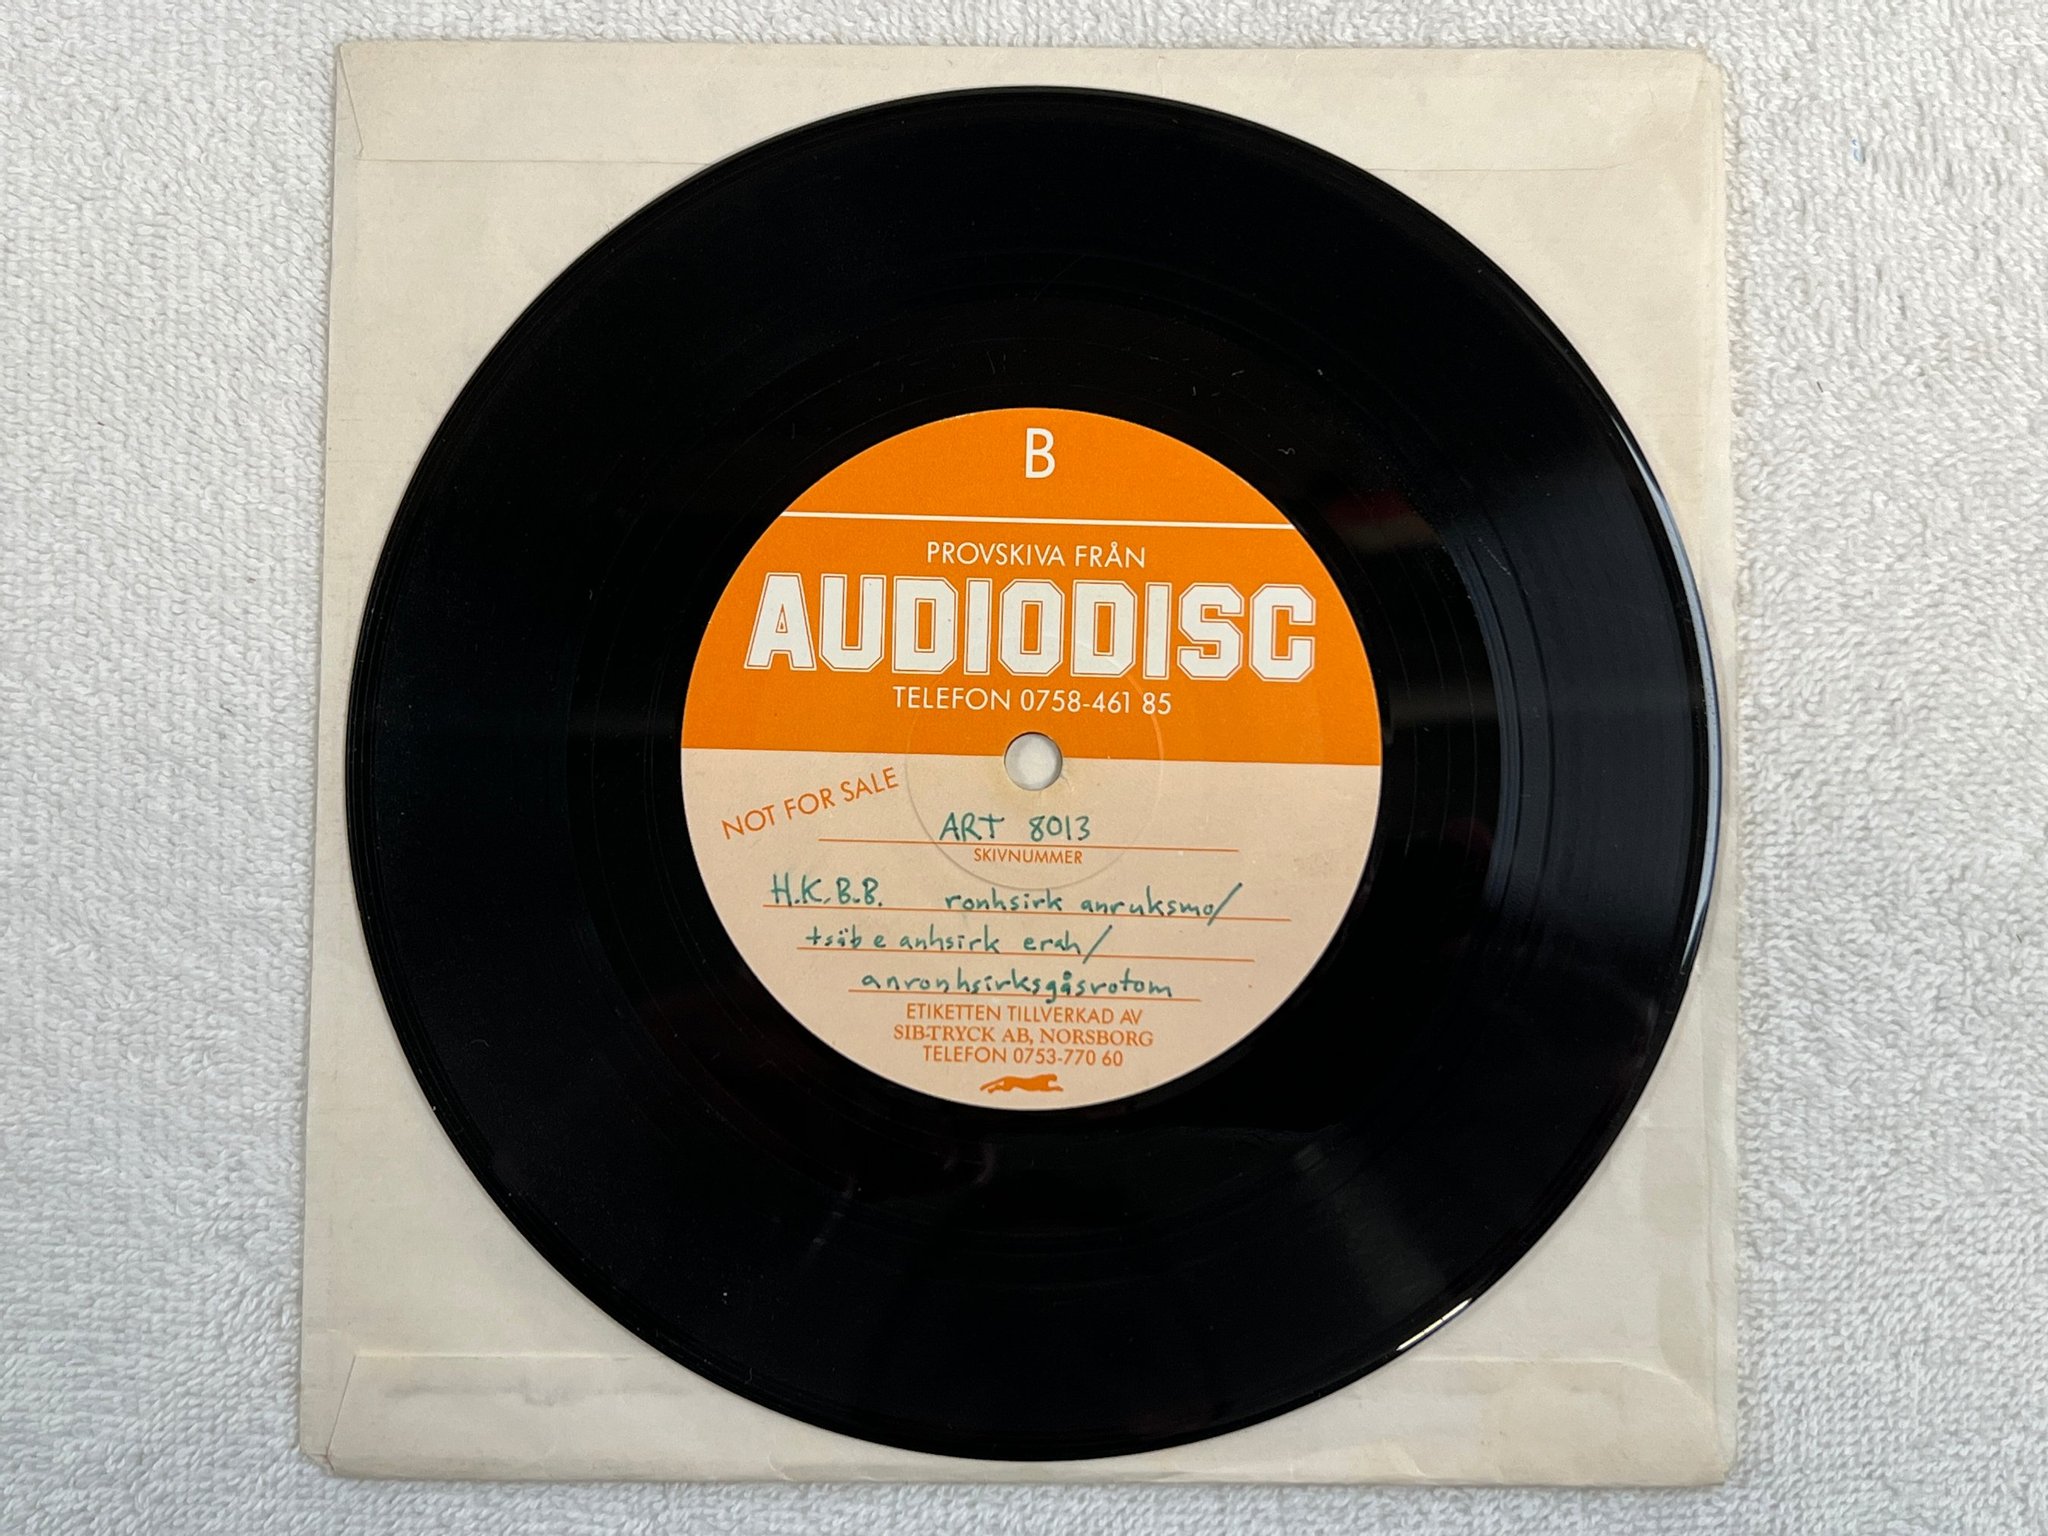 B
PROVSKIVA FRÅN
AUDIODISC
TELEFON 0758-461 85
NOT FOR SALE
ART 8013
SKIVNUMMER
H.K.B.B. ronhsirk anruksmo/
tsäb e anhsirk erah/
anronhsirksgåsrotom
ETIKETTEN TILLVERKAD AV
SIB-TRYCK AB, NORSBORG
TELEFON 0753-770 60